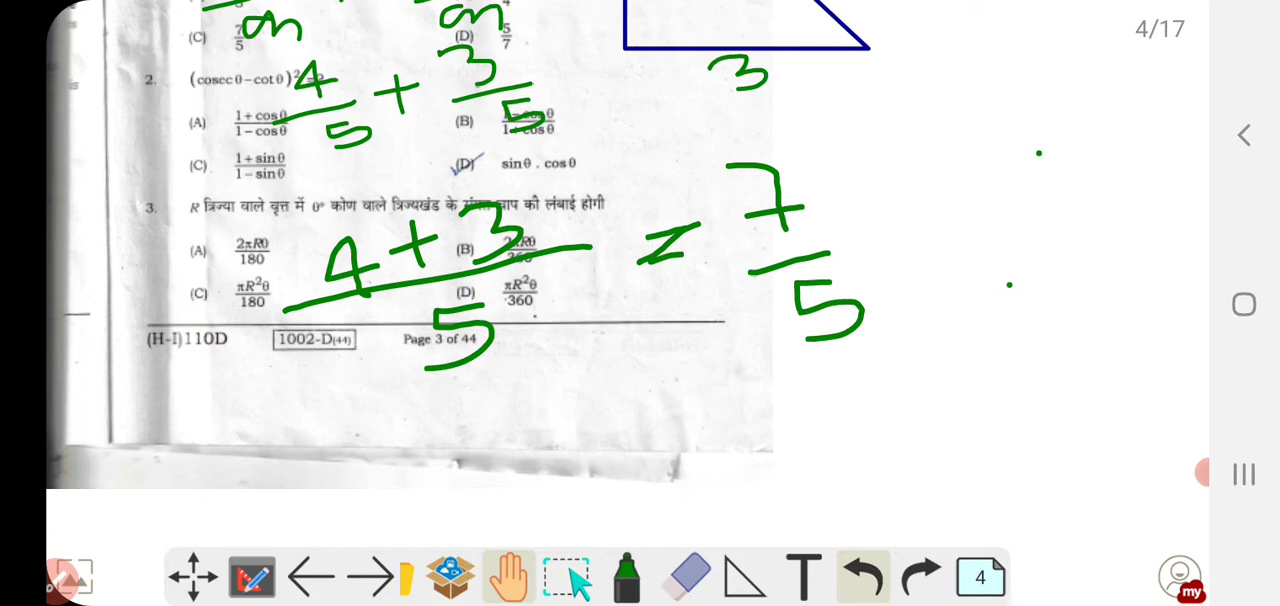 4/17
(C) 7/5 (D) 5/7
3
2. (cosec θ – cot θ)²
4/5 + 3/5
(A) 1 + cosθ / 1 – cosθ (B) 1 – cosθ / 1 + cosθ
(C) 1 + sinθ / 1 – sinθ (D) sinθ . cosθ
3. R त्रिज्या वाले वृत्त में θ° कोण वाले त्रिज्यखंड के संगत चाप की लंबाई होगी
4 + 3 / 5 = 7/5
(A) 2πRθ / 180 (B) 2πRθ / 360
(C) πR²θ / 180 (D) πR²θ / 360
(H-I)110D 1002-D(44) Page 3 of 44
T 4 my